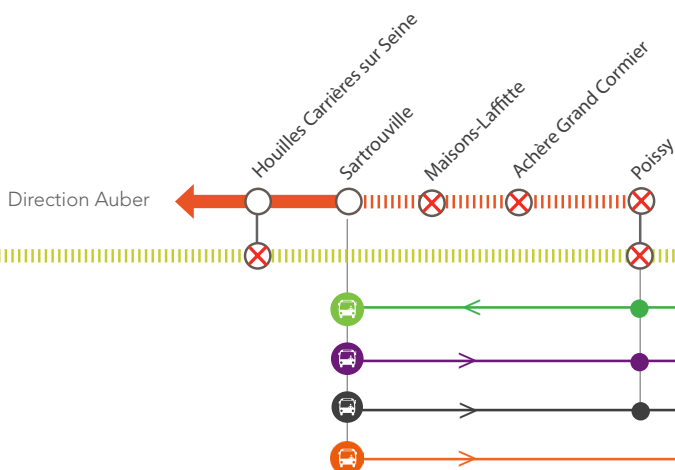 Houilles Carrières sur Seine
Sartrouville
Maisons-Laffitte
Achère Grand Cormier
Poissy
Direction Auber